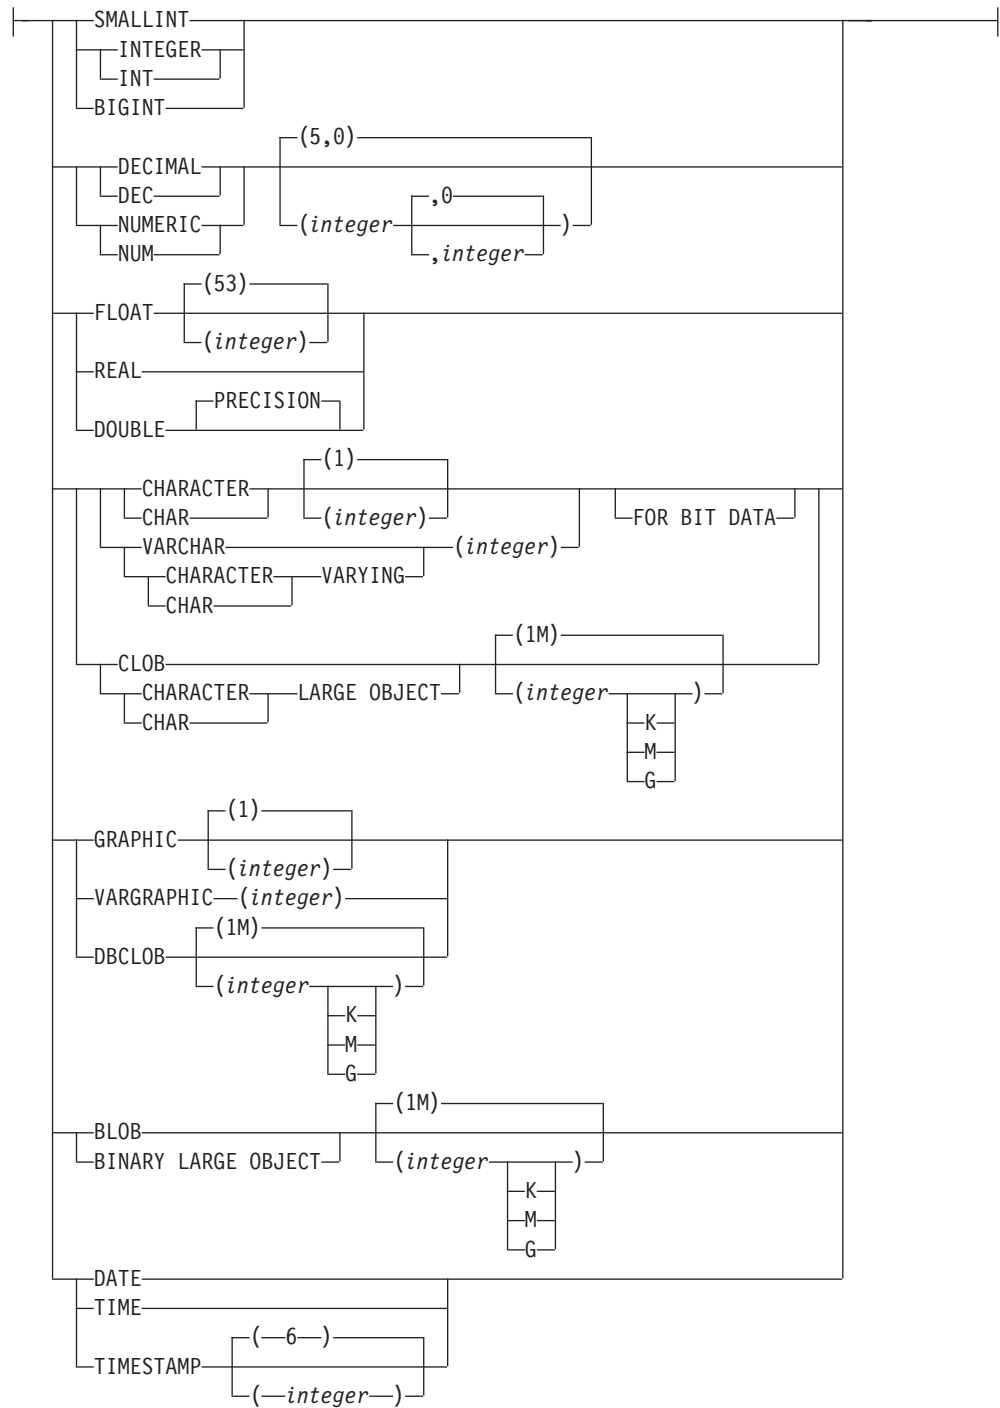 SMALLINT
INTEGER
INT
BIGINT
(5,0)
DECIMAL
DEC
,0
NUMERIC
(integer )
NUM
,integer
(53)
FLOAT
(integer)
REAL
PRECISION
DOUBLE
(1)
CHARACTER
CHAR
(integer)
FOR BIT DATA
VARCHAR
(integer)
CHARACTER
VARYING
CHAR
(1M)
CLOB
CHARACTER
LARGE OBJECT
(integer )
CHAR
K
M
G
(1)
GRAPHIC
(integer)
VARGRAPHIC
(integer)
(1M)
DBCLOB
(integer )
K
M
G
(1M)
BLOB
BINARY LARGE OBJECT
(integer )
K
M
G
DATE
TIME
( 6 )
TIMESTAMP
( integer )